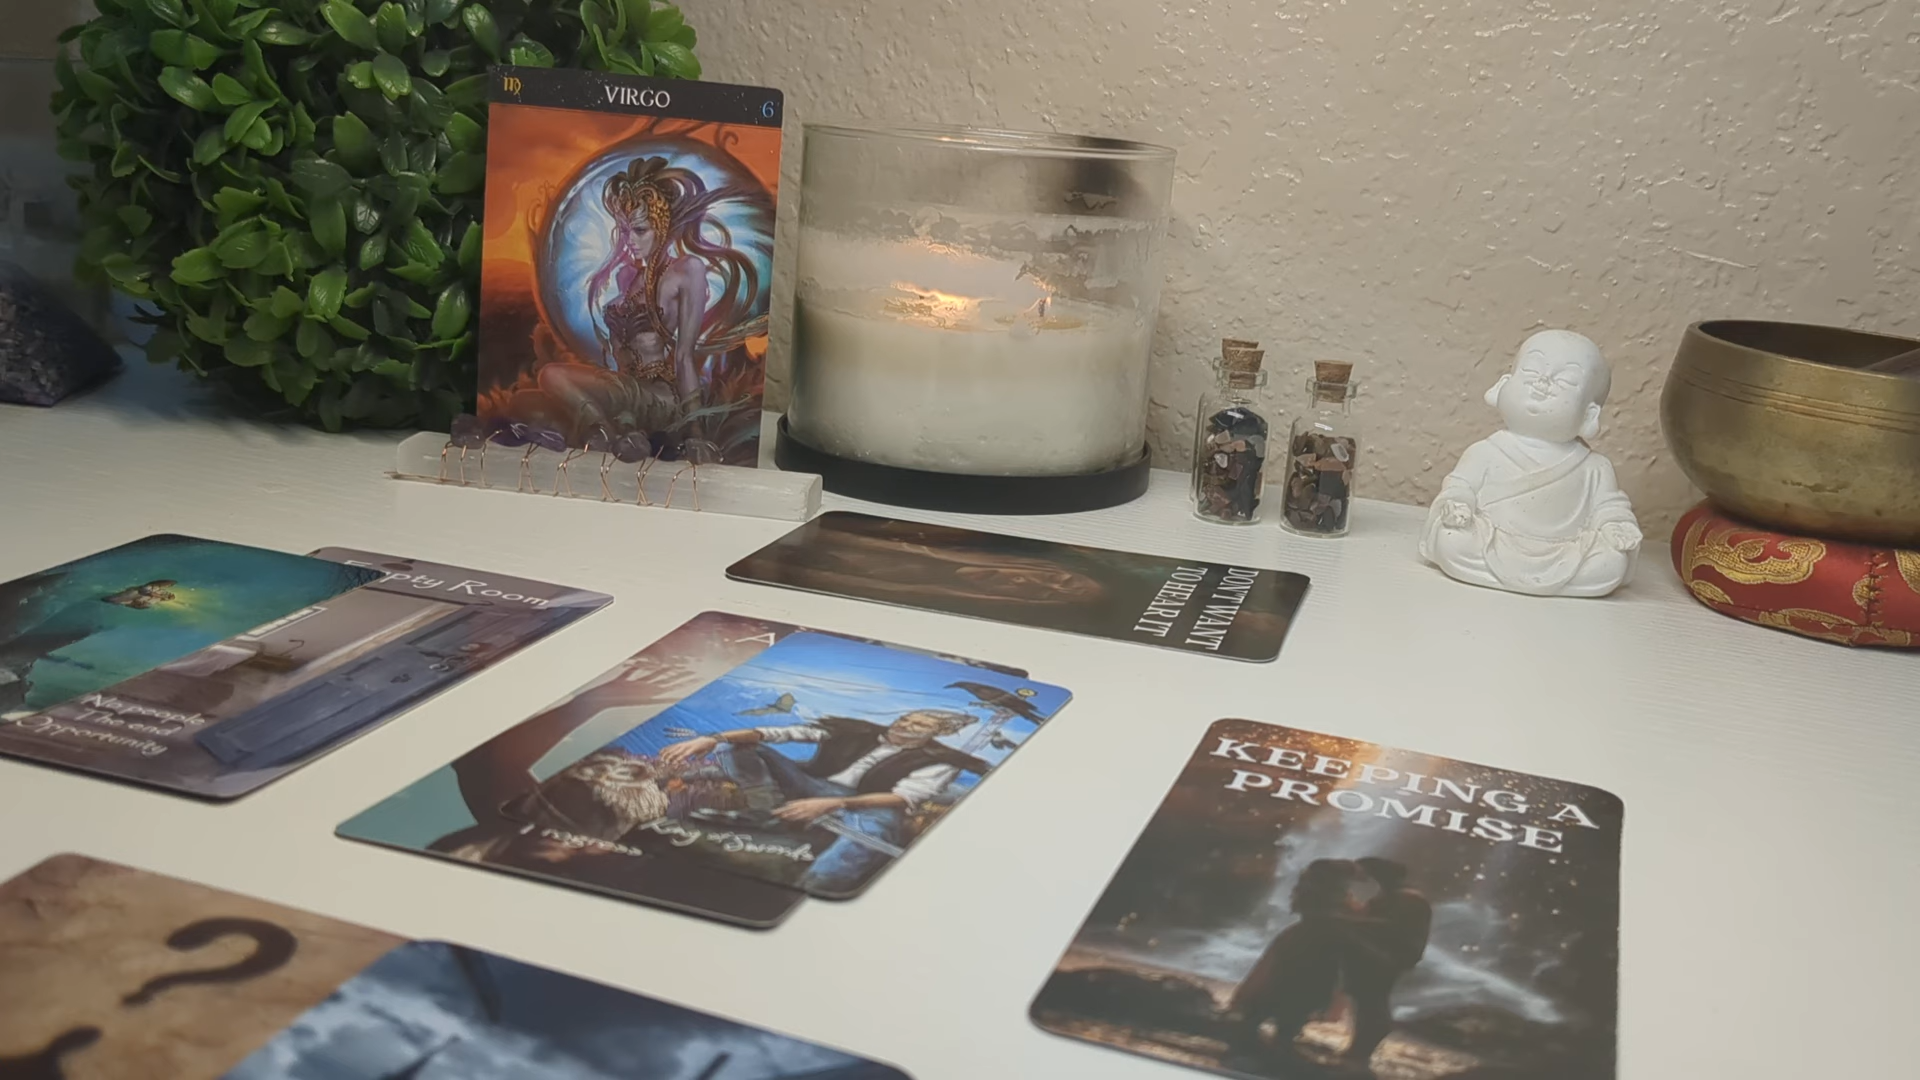 ♍ VIRGO 6
Empty Room
No people
The end
Opportunity
DON'T WANT
TO HEAR IT
A
King of Swords
KEEPING A
PROMISE
?